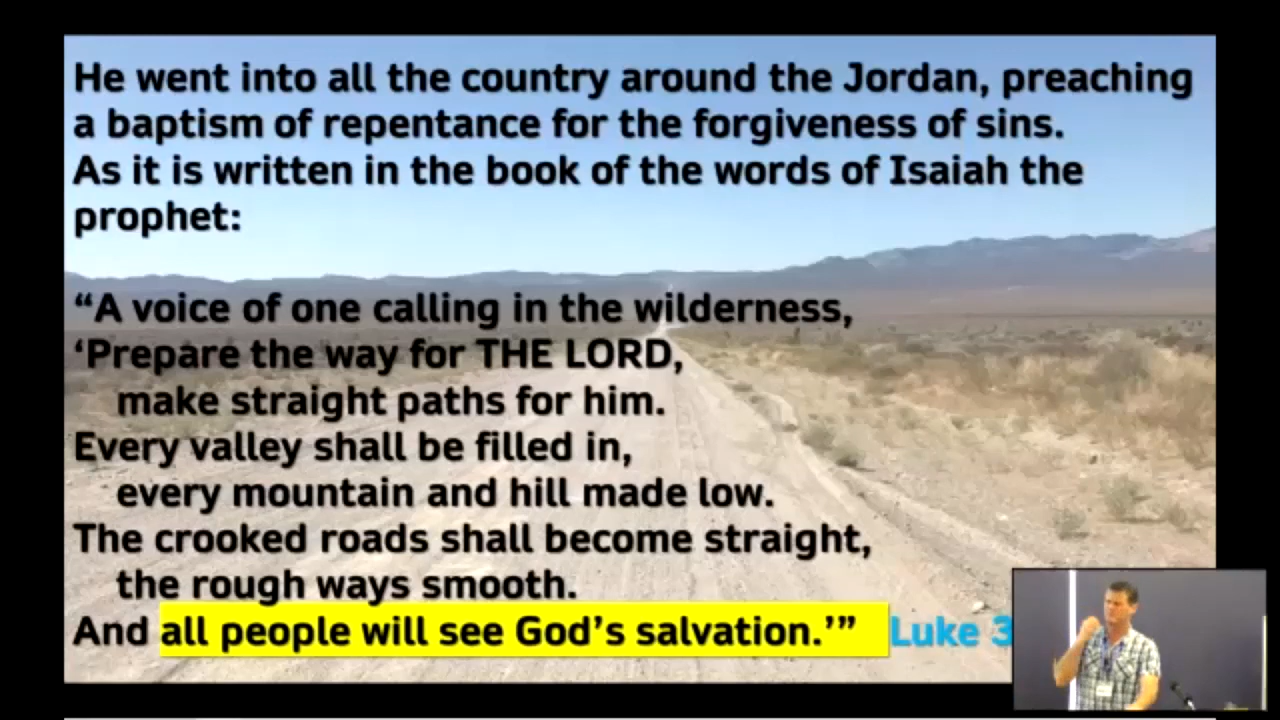 He went into all the country around the Jordan, preaching
a baptism of repentance for the forgiveness of sins.
As it is written in the book of the words of Isaiah the
prophet:
“A voice of one calling in the wilderness,
‘Prepare the way for THE LORD,
make straight paths for him.
Every valley shall be filled in,
every mountain and hill made low.
The crooked roads shall become straight,
the rough ways smooth.
And all people will see God’s salvation.’” Luke 3